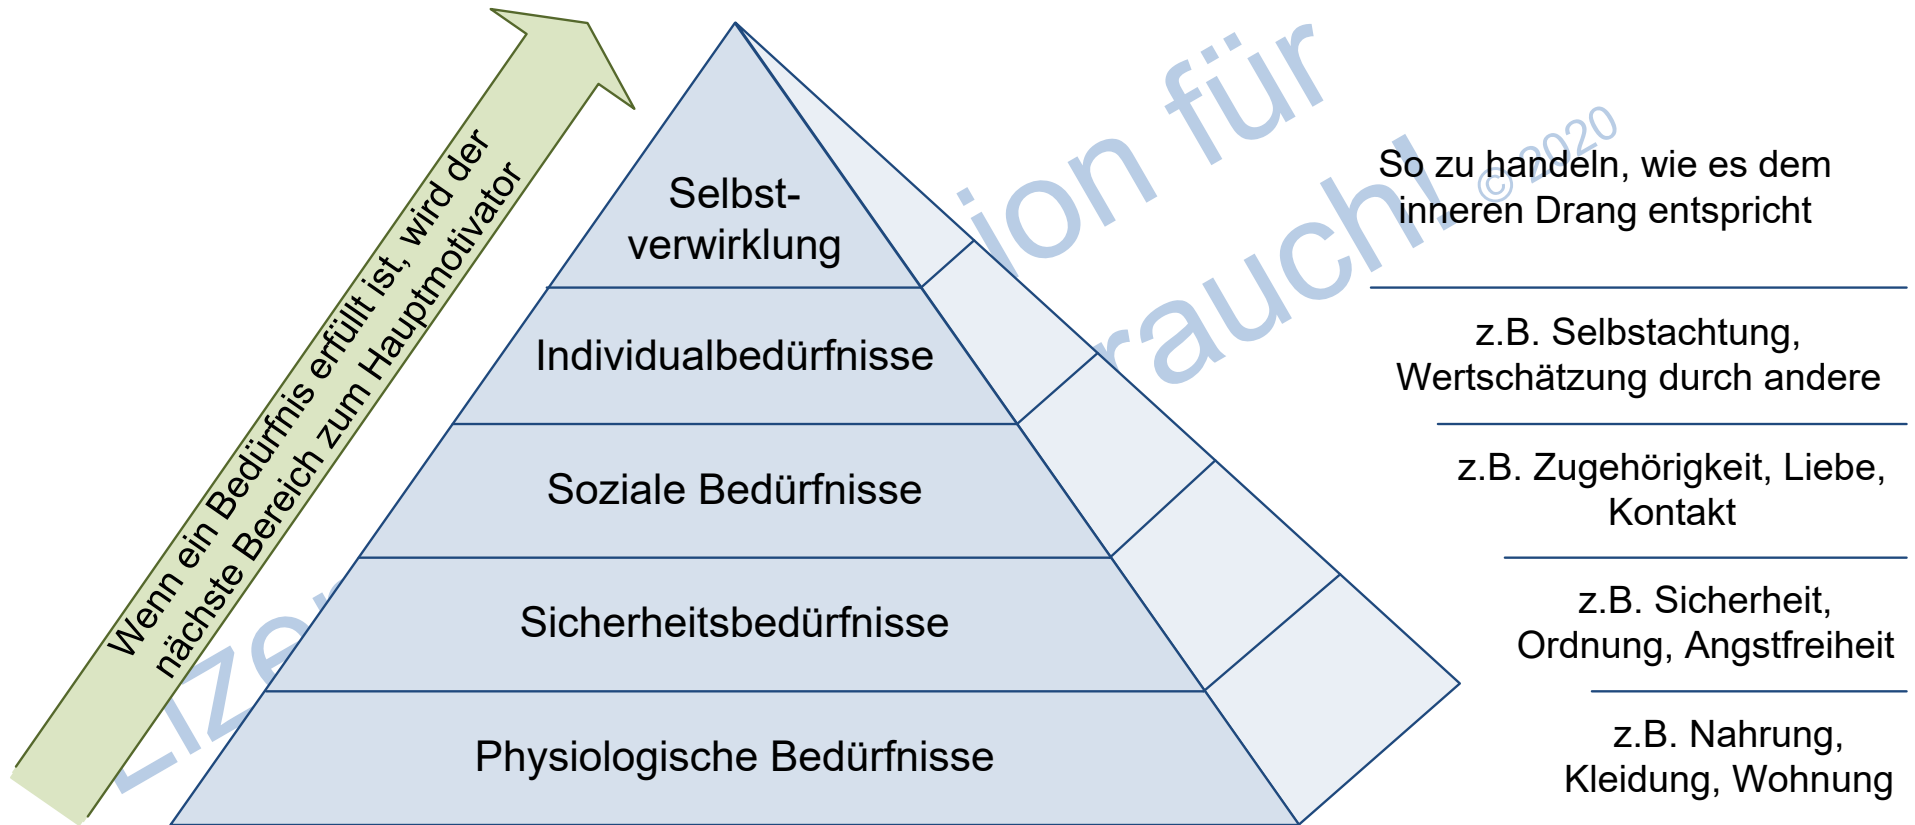 Wenn ein Bedürfnis erfüllt ist, wird der
nächste Bereich zum Hauptmotivator
Selbst-
verwirklung
Individualbedürfnisse
Soziale Bedürfnisse
Sicherheitsbedürfnisse
Physiologische Bedürfnisse
So zu handeln, wie es dem
inneren Drang entspricht
z.B. Selbstachtung,
Wertschätzung durch andere
z.B. Zugehörigkeit, Liebe,
Kontakt
z.B. Sicherheit,
Ordnung, Angstfreiheit
z.B. Nahrung,
Kleidung, Wohnung
für
© 2020